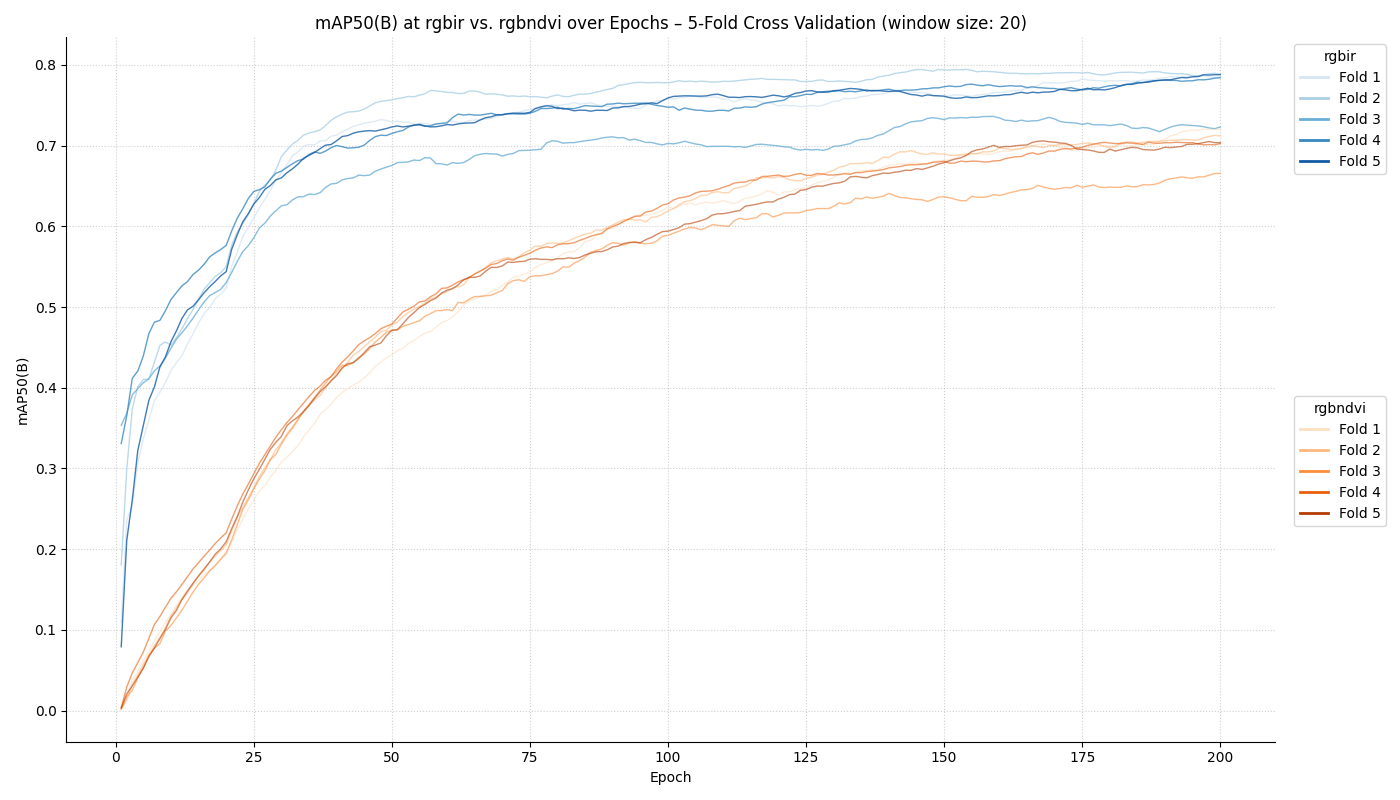 mAP50(B) at rgbir vs. rgbndvi over Epochs – 5-Fold Cross Validation (window size: 20)
mAP50(B)
0.8
0.7
0.6
0.5
0.4
0.3
0.2
0.1
0.0
0
25
50
75
100
125
150
175
200
Epoch
rgbir
Fold 1
Fold 2
Fold 3
Fold 4
Fold 5
rgbndvi
Fold 1
Fold 2
Fold 3
Fold 4
Fold 5